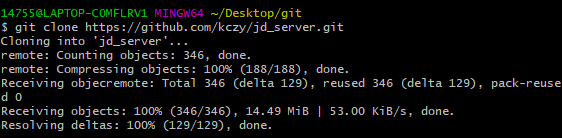 14755@LAPTOP-COMFLRV1 MINGW64 ~/Desktop/git
$ git clone https://github.com/kczy/jd_server.git
Cloning into 'jd_server'...
remote: Counting objects: 346, done.
remote: Compressing objects: 100% (188/188), done.
Receiving objecremote: Total 346 (delta 129), reused 346 (delta 129), pack-reuse
d 0
Receiving objects: 100% (346/346), 14.49 MiB | 53.00 KiB/s, done.
Resolving deltas: 100% (129/129), done.